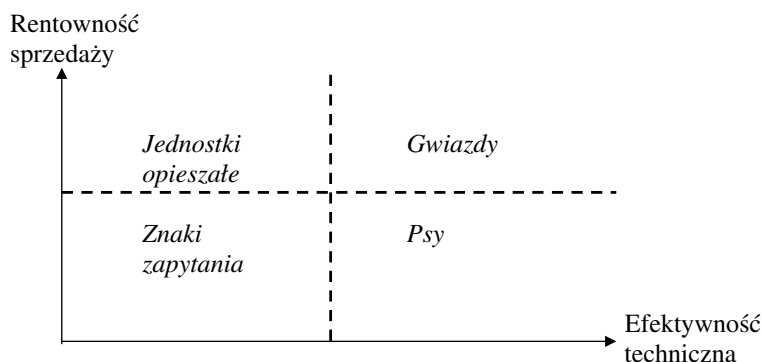 Rentowność
sprzedaży
Jednostki
opieszałe
Gwiazdy
Znaki
zapytania
Psy
Efektywność
techniczna